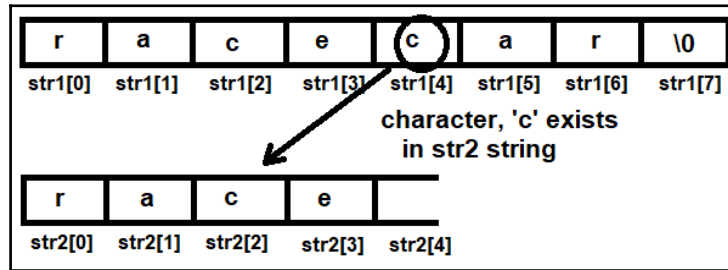 r a c e c a r \0
str1[0] str1[1] str1[2] str1[3] str1[4] str1[5] str1[6] str1[7]
character, 'c' exists
in str2 string
r a c e
str2[0] str2[1] str2[2] str2[3] str2[4]